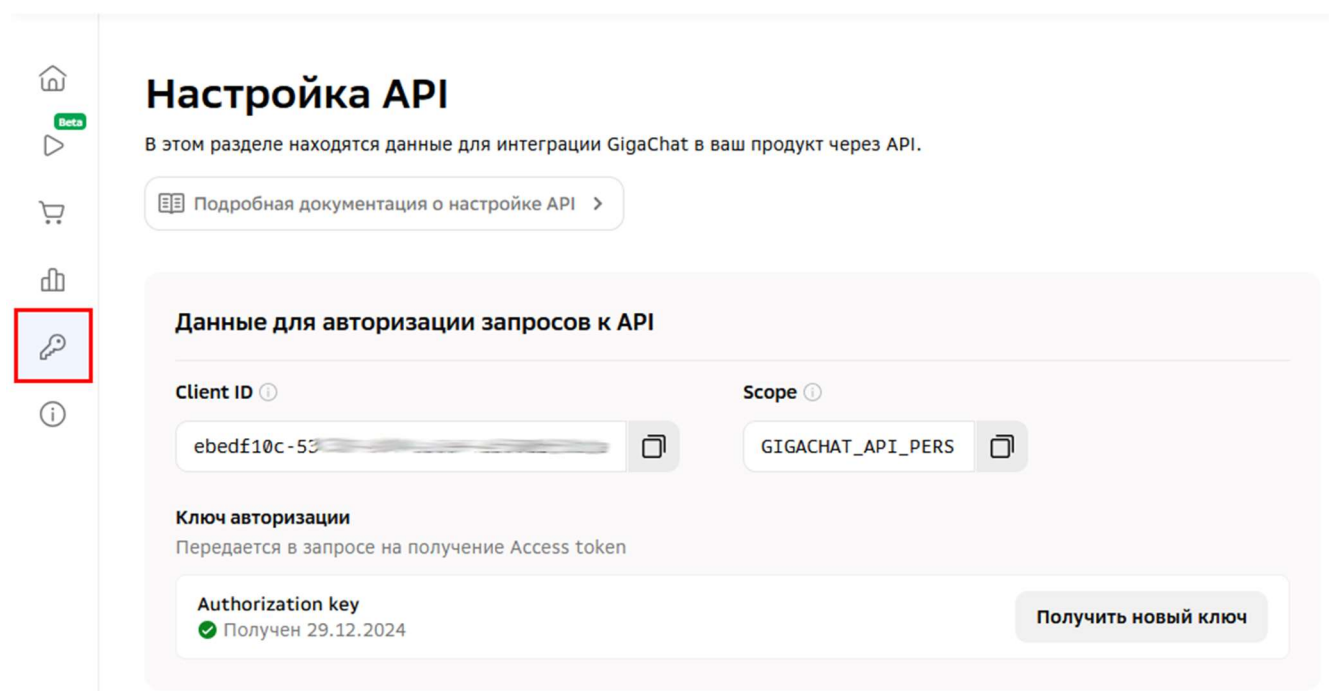 Настройка API
Beta
В этом разделе находятся данные для интеграции GigaChat в ваш продукт через API.
Подробная документация о настройке API
Данные для авторизации запросов к API
Client ID
Scope
ebedf10c-53
GIGACHAT_API_PERS
Ключ авторизации
Передается в запросе на получение Access token
Authorization key
Получен 29.12.2024
Получить новый ключ